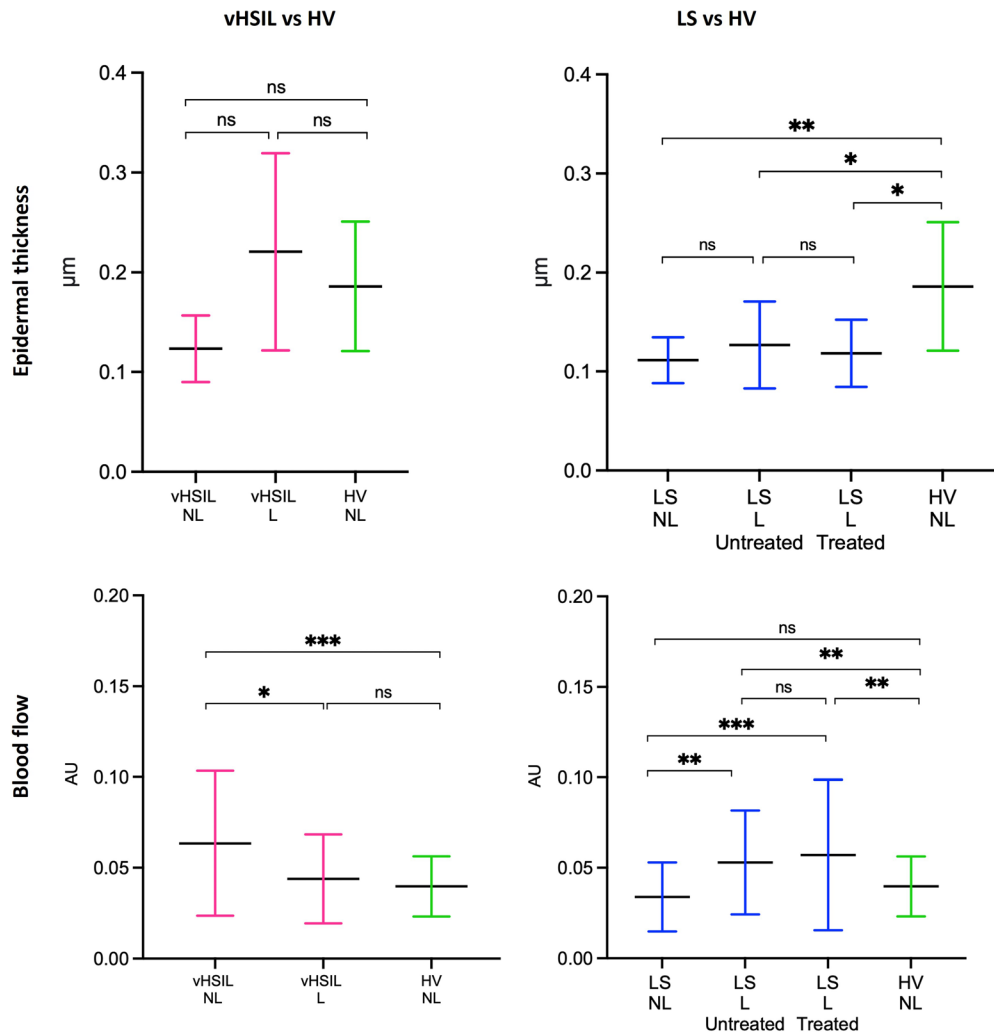 vHSIL vs HV
LS vs HV
Epidermal thickness
0.4
0.3
0.2
0.1
0.0
µm
ns
ns
ns
vHSIL
NL
vHSIL
L
HV
NL
0.4
0.3
0.2
0.1
0.0
µm
**
*
*
ns
ns
LS
NL
LS
L
Untreated
LS
L
Treated
HV
NL
Blood flow
0.20
0.15
0.10
0.05
0.00
AU
***
*
ns
vHSIL
NL
vHSIL
L
HV
NL
0.20
0.15
0.10
0.05
0.00
AU
ns
**
ns
**
***
**
LS
NL
LS
L
Untreated
LS
L
Treated
HV
NL